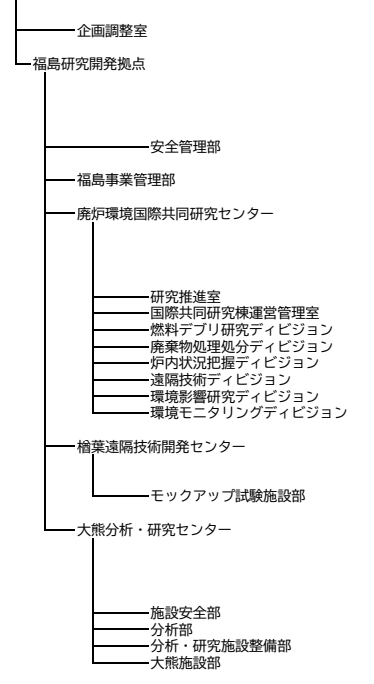 企画調整室
福島研究開発拠点
安全管理部
福島事業管理部
廃炉環境国際共同研究センター
研究推進室
国際共同研究棟運営管理室
燃料デブリ研究ディビジョン
廃棄物処理処分ディビジョン
炉内状況把握ディビジョン
遠隔技術ディビジョン
環境影響研究ディビジョン
環境モニタリングディビジョン
楢葉遠隔技術開発センター
モックアップ試験施設部
大熊分析・研究センター
施設安全部
分析部
分析・研究施設整備部
大熊施設部